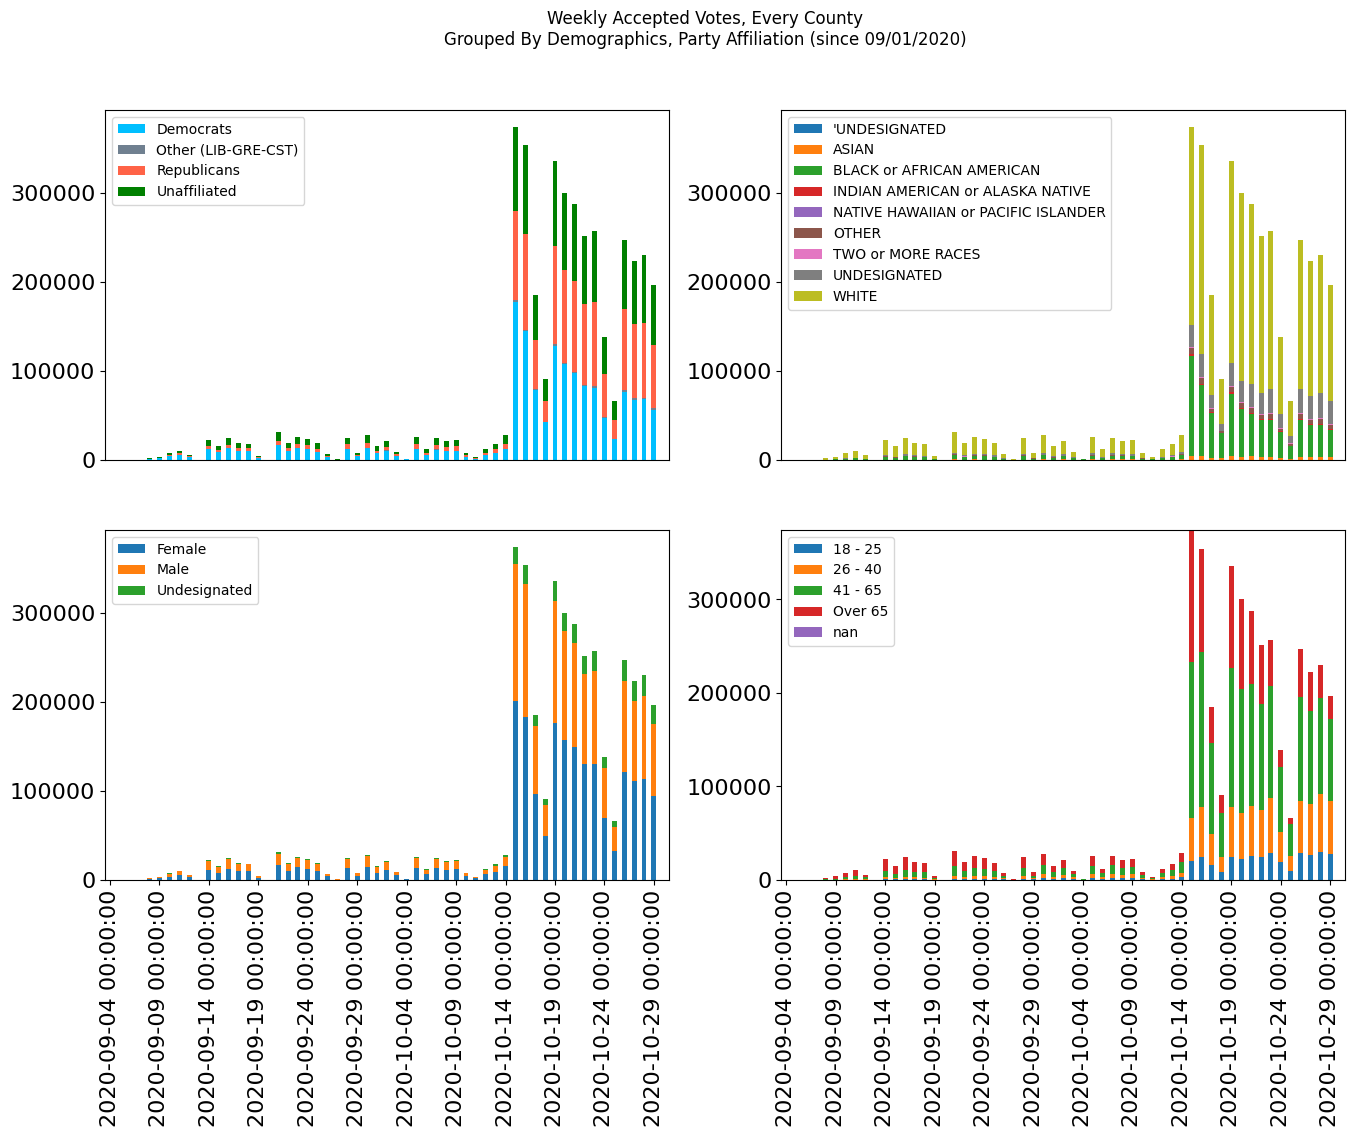 Weekly Accepted Votes, Every County
Grouped By Demographics, Party Affiliation (since 09/01/2020)
Democrats
Other (LIB-GRE-CST)
Republicans
Unaffiliated
300000
200000
100000
0
'UNDESIGNATED
ASIAN
BLACK or AFRICAN AMERICAN
INDIAN AMERICAN or ALASKA NATIVE
NATIVE HAWAIIAN or PACIFIC ISLANDER
OTHER
TWO or MORE RACES
UNDESIGNATED
WHITE
300000
200000
100000
0
Female
Male
Undesignated
300000
200000
100000
0
2020-09-04 00:00:00
2020-09-09 00:00:00
2020-09-14 00:00:00
2020-09-19 00:00:00
2020-09-24 00:00:00
2020-09-29 00:00:00
2020-10-04 00:00:00
2020-10-09 00:00:00
2020-10-14 00:00:00
2020-10-19 00:00:00
2020-10-24 00:00:00
2020-10-29 00:00:00
18 - 25
26 - 40
41 - 65
Over 65
nan
300000
200000
100000
0
2020-09-04 00:00:00
2020-09-09 00:00:00
2020-09-14 00:00:00
2020-09-19 00:00:00
2020-09-24 00:00:00
2020-09-29 00:00:00
2020-10-04 00:00:00
2020-10-09 00:00:00
2020-10-14 00:00:00
2020-10-19 00:00:00
2020-10-24 00:00:00
2020-10-29 00:00:00